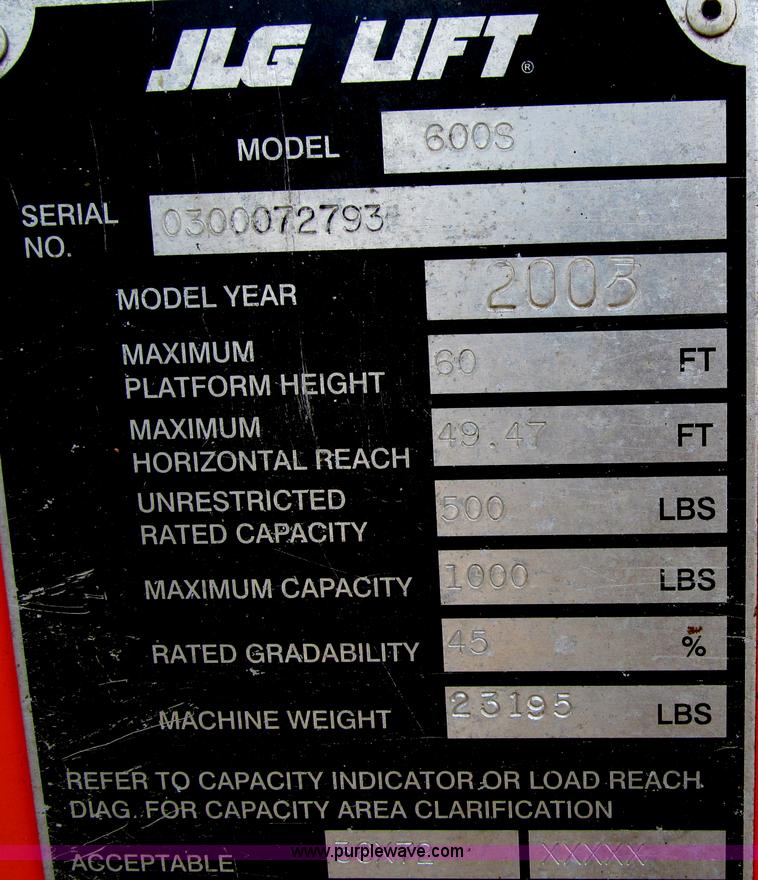 JLG LIFT®
MODEL 600S
SERIAL NO. 0300072793
MODEL YEAR 2003
MAXIMUM
PLATFORM HEIGHT 60 FT
MAXIMUM
HORIZONTAL REACH 49.47 FT
UNRESTRICTED
RATED CAPACITY 500 LBS
MAXIMUM CAPACITY 1000 LBS
RATED GRADABILITY 45 %
MACHINE WEIGHT 23195 LBS
REFER TO CAPACITY INDICATOR OR LOAD REACH
DIAG. FOR CAPACITY AREA CLARIFICATION
ACCEPTABLE XXXXX
www.purplewave.com